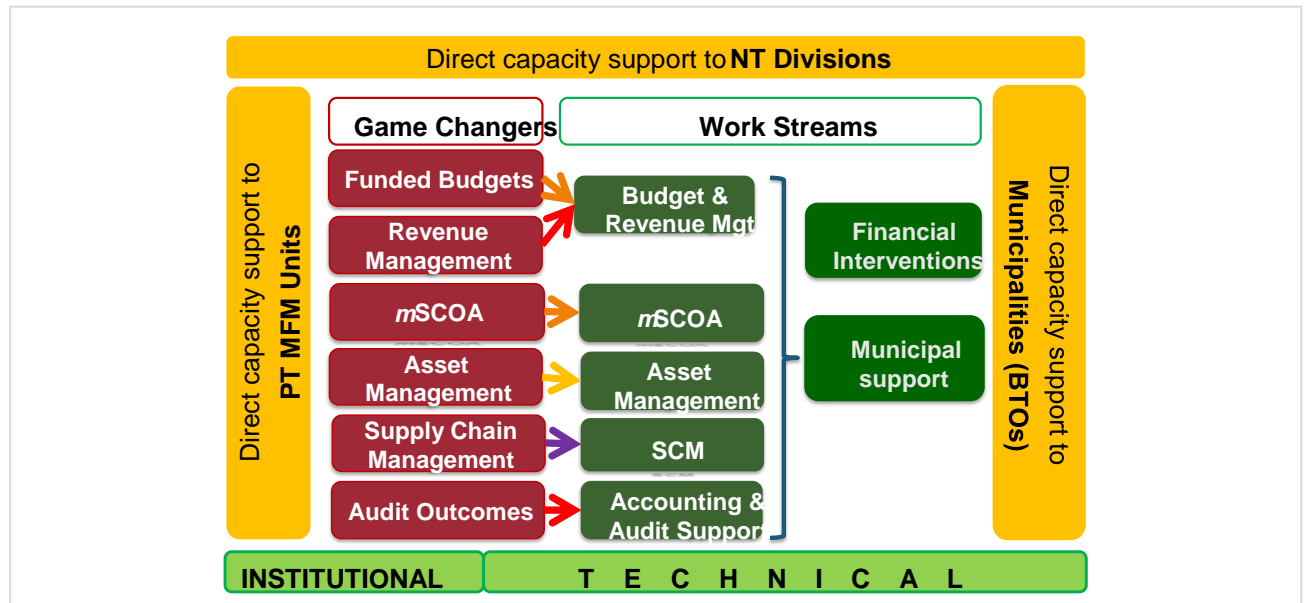 Direct capacity support to NT Divisions
Direct capacity support to
PT MFM Units
Game Changers
Work Streams
Funded Budgets
Revenue
Management
mSCOA
Asset
Management
Supply Chain
Management
Audit Outcomes
Budget &
Revenue Mgt
mSCOA
Asset
Management
SCM
Accounting &
Audit Support
Financial
Interventions
Municipal
support
Direct capacity support to
Municipalities (BTOs)
INSTITUTIONAL
T E C H N I C A L